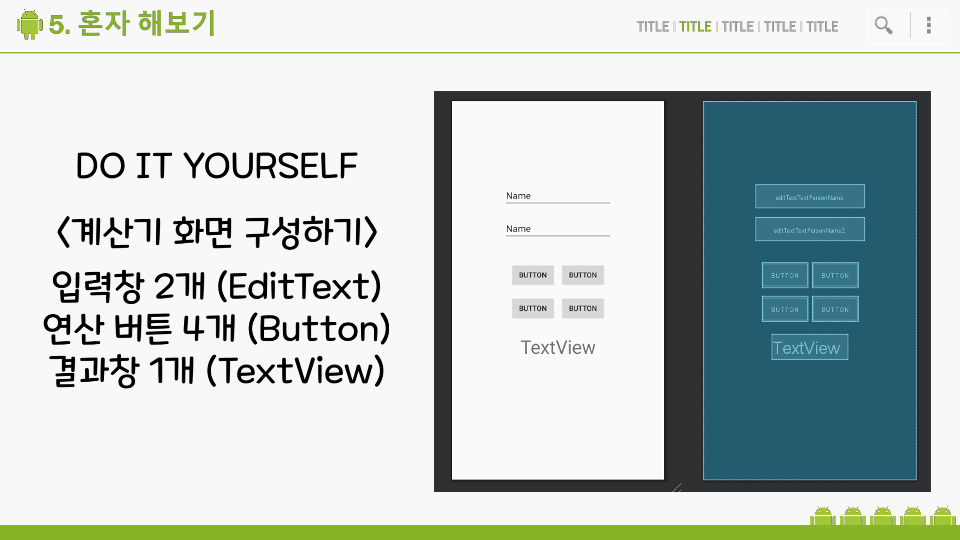 5. 혼자 해보기
TITLE | TITLE | TITLE | TITLE | TITLE
DO IT YOURSELF
<계산기 화면 구성하기>
입력창 2개 (EditText)
연산 버튼 4개 (Button)
결과창 1개 (TextView)
Name
Name
BUTTON BUTTON
BUTTON BUTTON
TextView
editTextTextPersonName
editTextTextPersonName2
BUTTON BUTTON
BUTTON BUTTON
TextView